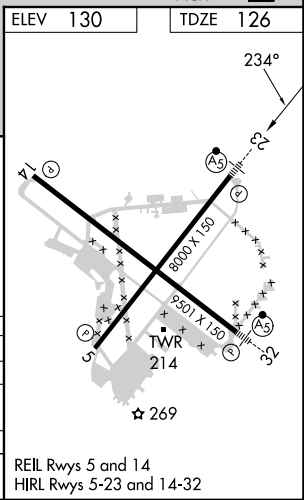 ELEV 130
TDZE 126
234°
23
A5
P
14
P
8000 X 150
9501 X 150
P
A5
5
TWR
214
P
32
269
REIL Rwys 5 and 14
HIRL Rwys 5-23 and 14-32